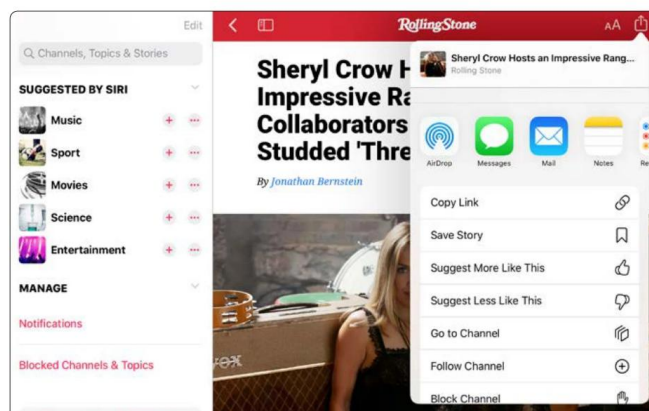 Edit
Channels, Topics & Stories
SUGGESTED BY SIRI
Music
Sport
Movies
Science
Entertainment
MANAGE
Notifications
Blocked Channels & Topics
RollingStone
AA
Sheryl Crow H
Impressive Ra
Collaborators
Studded 'Thre
By Jonathan Bernstein
VOX
Sheryl Crow Hosts an Impressive Rang...
Rolling Stone
AirDrop
Messages
Mail
Notes
Re
Copy Link
Save Story
Suggest More Like This
Suggest Less Like This
Go to Channel
Follow Channel
Block Channel